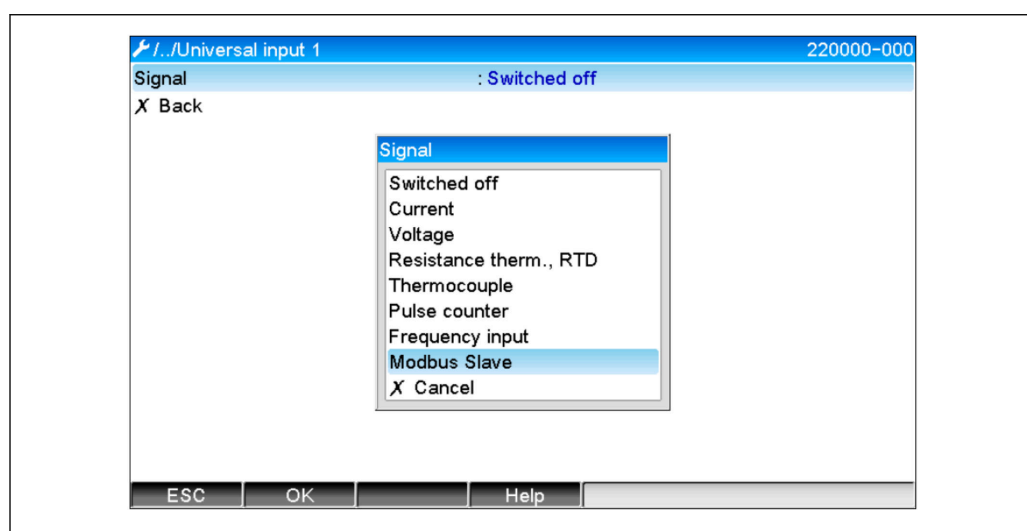 /../Universal input 1 220000-000
Signal : Switched off
X Back
Signal
Switched off
Current
Voltage
Resistance therm., RTD
Thermocouple
Pulse counter
Frequency input
Modbus Slave
X Cancel
ESC OK Help